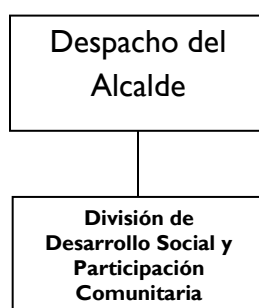 Despacho del
Alcalde
División de
Desarrollo Social y
Participación
Comunitaria